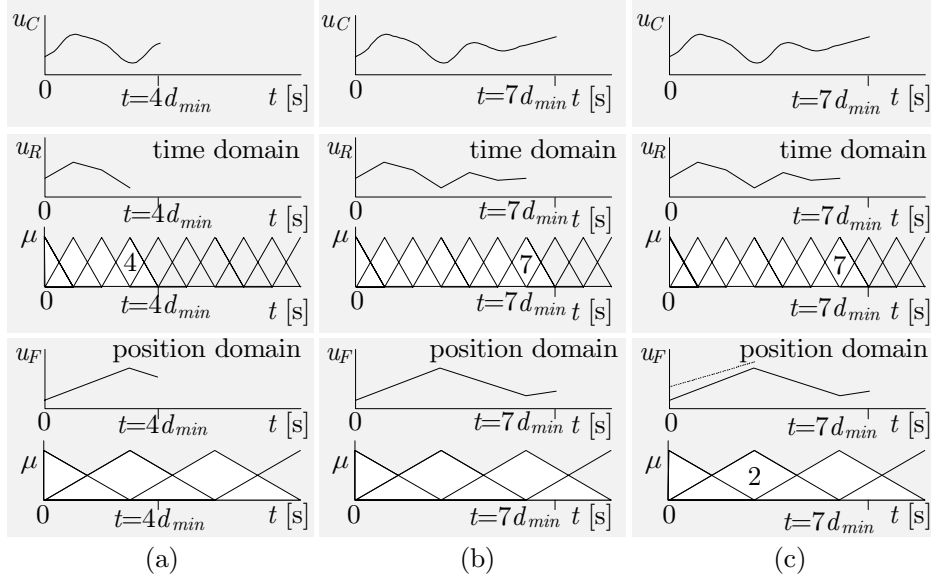 u_C u_C u_C
0 t=4d_min t [s] 0 t=7d_min t [s] 0 t=7d_min t [s]
u_R time domain u_R time domain u_R time domain
0 t=4d_min t [s] 0 t=7d_min t [s] 0 t=7d_min t [s]
μ 4 μ 7 μ 7
0 t=4d_min t [s] 0 t=7d_min t [s] 0 t=7d_min t [s]
u_F position domain u_F position domain u_F position domain
0 t=4d_min t [s] 0 t=7d_min t [s] 0 t=7d_min t [s]
μ μ μ 2
0 t=4d_min t [s] 0 t=7d_min t [s] 0 t=7d_min t [s]
(a) (b) (c)